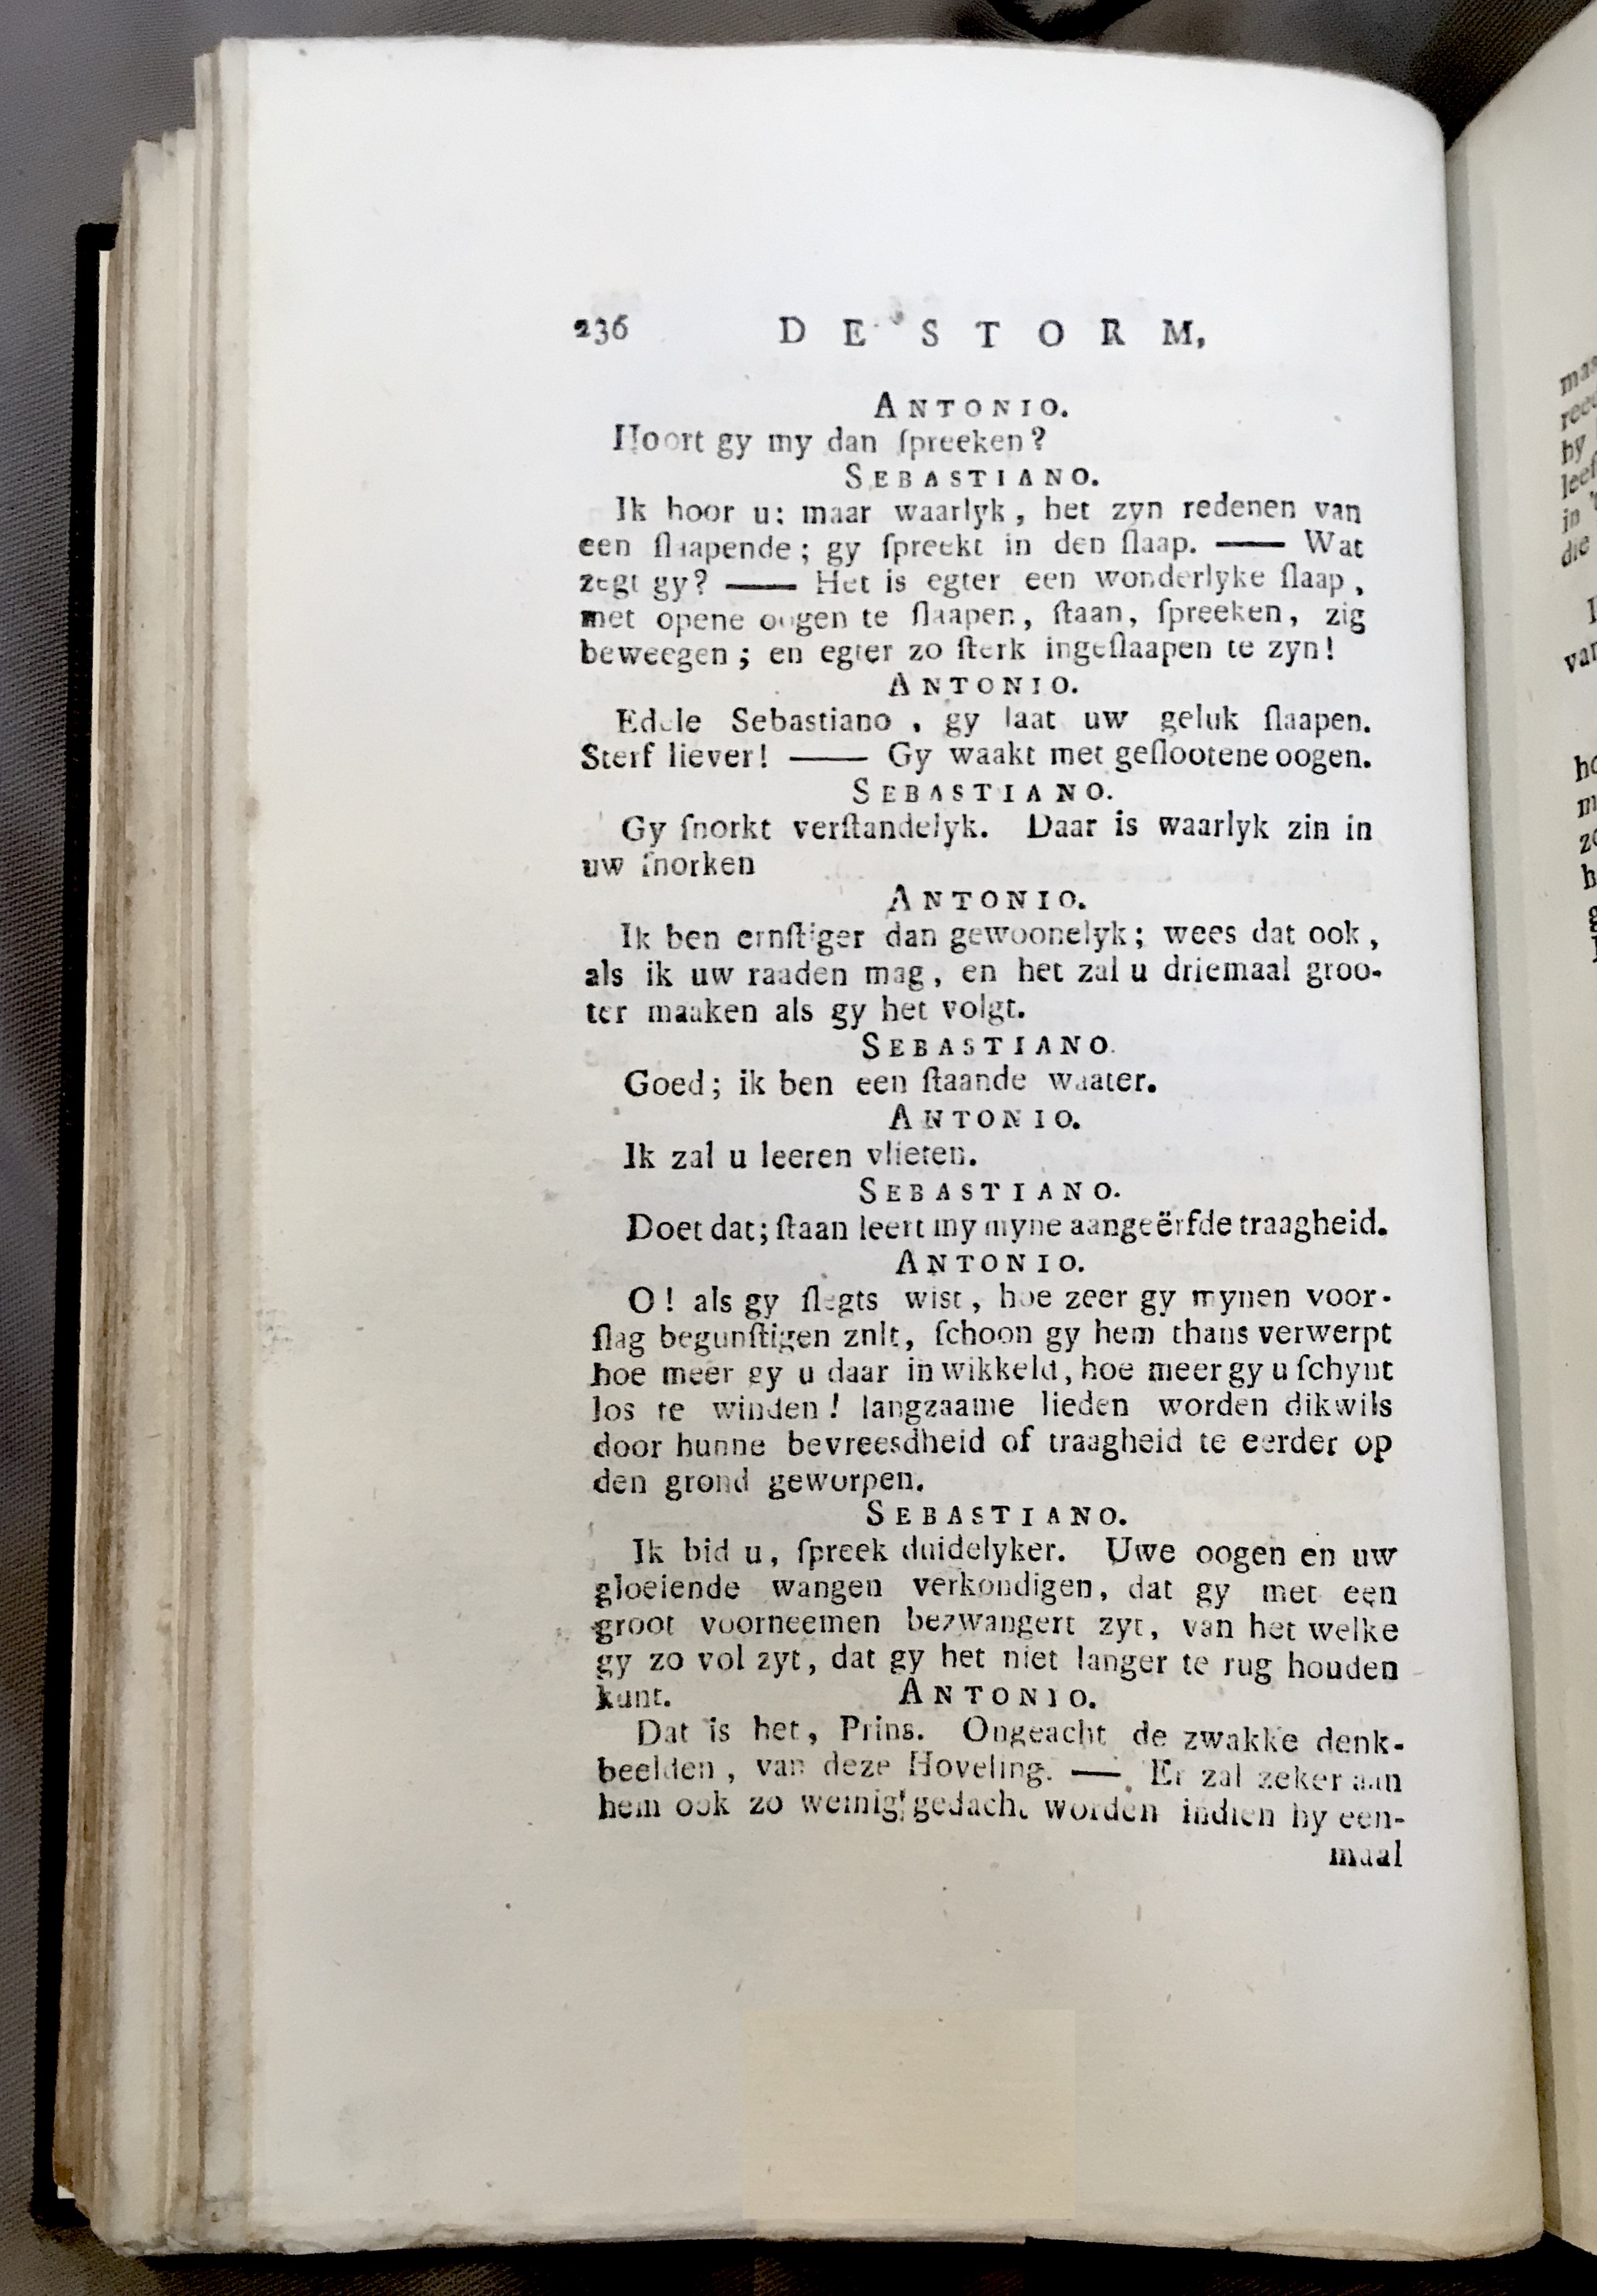 236 DE STORM,
ANTONIO.
Hoort gy my dan ſpreeken?
SEBASTIANO.
Ik hoor u: maar waarlyk, het zyn redenen van
een ſlaapende; gy ſpreekt in den ſlaap. —— Wat
zegt gy? —— Het is egter een wonderlyke ſlaap,
met opene oogen te ſlaapen, ſtaan, ſpreeken, zig
beweegen; en egter zo ſterk ingeſlaapen te zyn!
ANTONIO.
Edele Sebastiano, gy laat uw geluk ſlaapen.
Sterf liever! —— Gy waakt met geſlootene oogen.
SEBASTIANO.
Gy ſnorkt verſtandelyk. Daar is waarlyk zin in
uw ſnorken
ANTONIO.
Ik ben ernſtiger dan gewoonelyk; wees dat ook,
als ik uw raaden mag, en het zal u driemaal groo-
ter maaken als gy het volgt.
SEBASTIANO.
Goed; ik ben een ſtaande waater.
ANTONIO.
Ik zal u leeren vlieten.
SEBASTIANO.
Doet dat; ſtaan leert my myne aangeërfde traagheid.
ANTONIO.
O! als gy ſlegts wist, hoe zeer gy mynen voor-
ſlag begunſtigen znlt, ſchoon gy hem thans verwerpt
hoe meer gy u daar in wikkeld, hoe meer gy u ſchynt
los te winden! langzaame lieden worden dikwils
door hunne bevreesdheid of traagheid te eerder op
den grond geworpen.
SEBASTIANO.
Ik bid u, ſpreek duidelyker. Uwe oogen en uw
gloeiende wangen verkondigen, dat gy met een
groot voorneemen bezwangert zyt, van het welke
gy zo vol zyt, dat gy het niet langer te rug houden
kunt. ANTONIO.
Dat is het, Prins. Ongeacht de zwakke denk-
beelden, van deze Hoveling. — Er zal zeker aan
hem ook zo weinig gedacht worden indien hy een-
maal